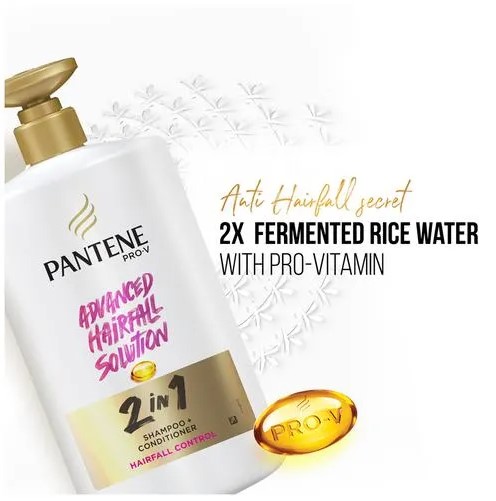 Anti Hairfall secret
2X FERMENTED RICE WATER
WITH PRO-VITAMIN
PANTENE
PRO-V
ADVANCED
HAIRFALL
SOLUTION
2 in 1
SHAMPOO +
CONDITIONER
HAIRFALL CONTROL
PRO-V